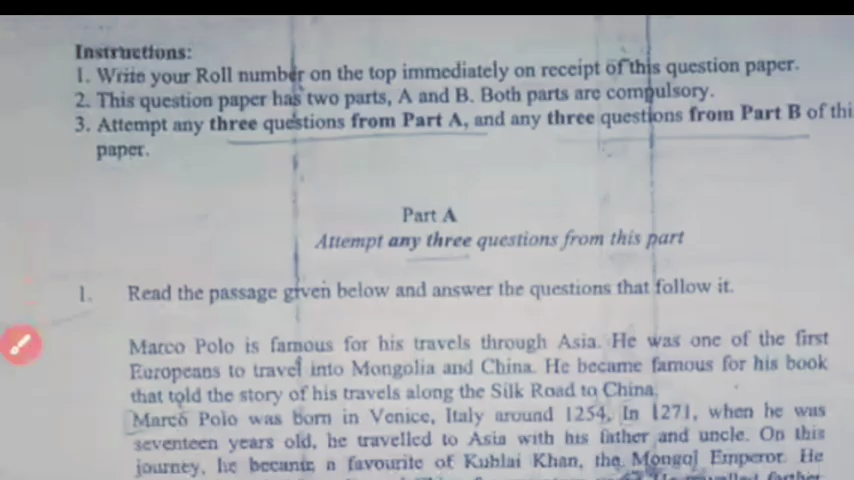 Instructions:
1. Write your Roll number on the top immediately on receipt of this question paper.
2. This question paper has two parts, A and B. Both parts are compulsory.
3. Attempt any three questions from Part A, and any three questions from Part B of thi
paper.
Part A
Attempt any three questions from this part
1. Read the passage given below and answer the questions that follow it.
Marco Polo is famous for his travels through Asia. He was one of the first
Europeans to travel into Mongolia and China. He became famous for his book
that told the story of his travels along the Silk Road to China.
Marco Polo was born in Venice, Italy around 1254. In 1271, when he was
seventeen years old, he travelled to Asia with his father and uncle. On this
journey, he became a favourite of Kublai Khan, the Mongol Emperor. He